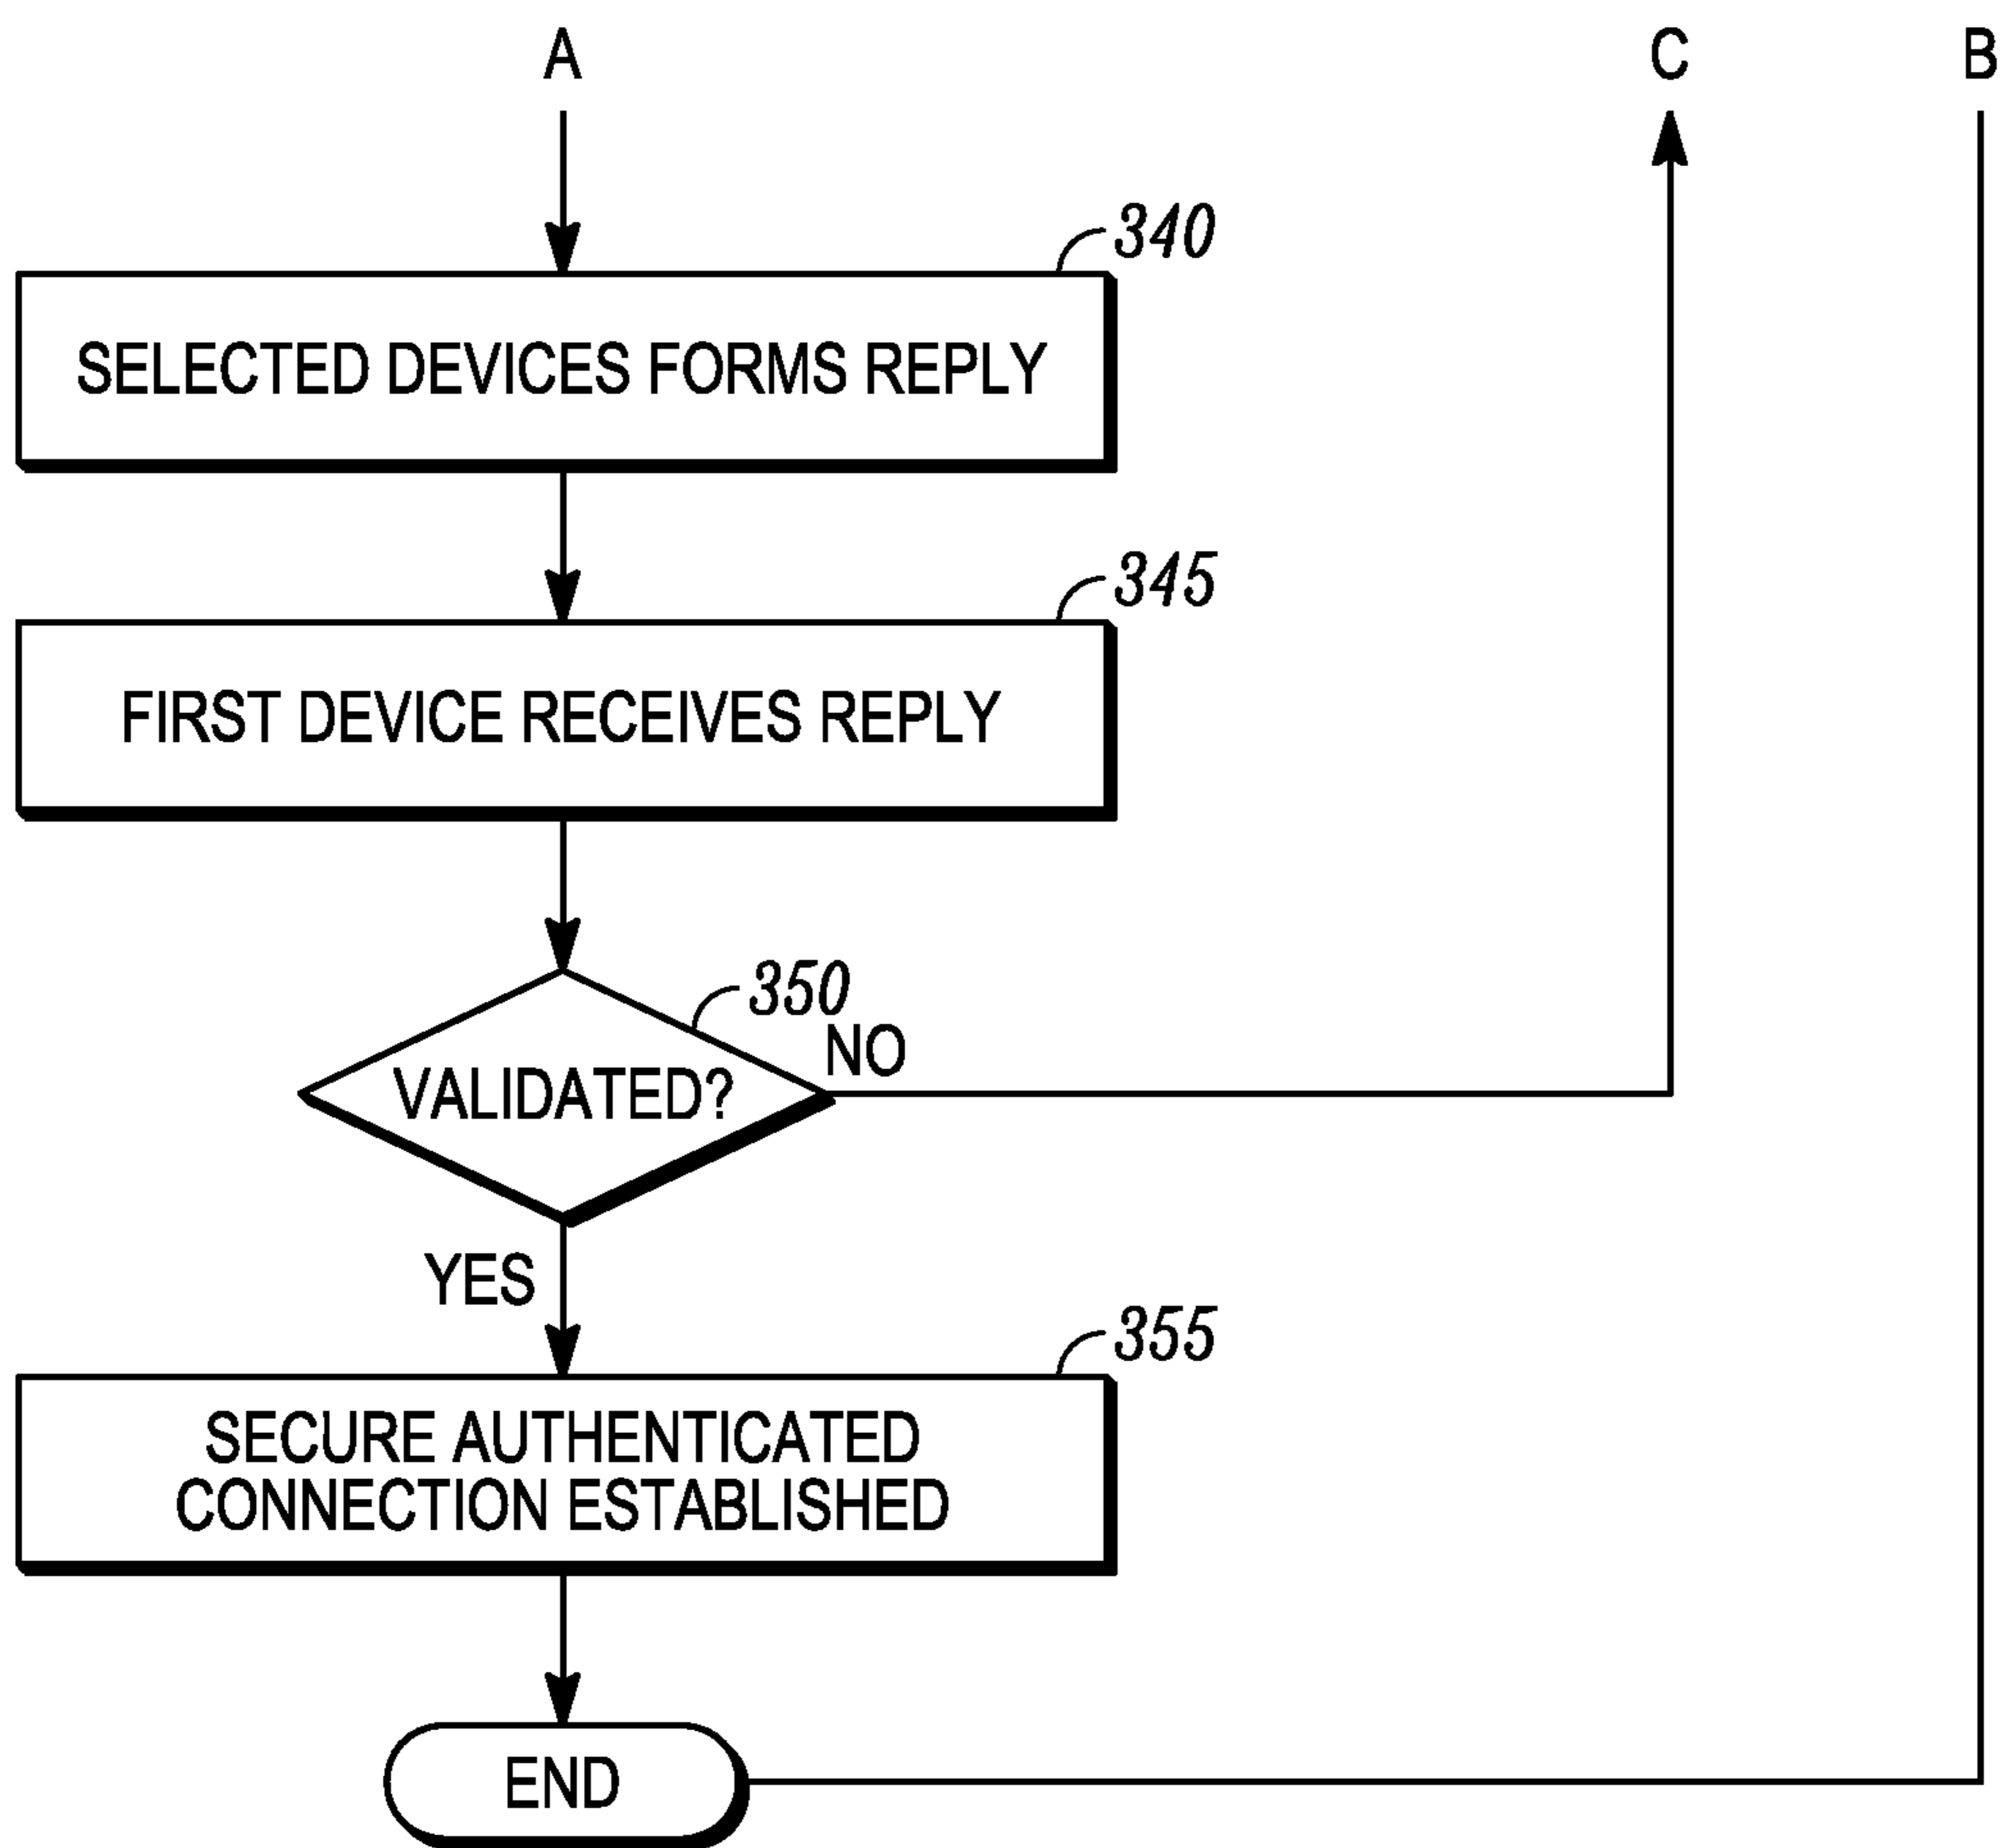 A
C
B
340
SELECTED DEVICES FORMS REPLY
345
FIRST DEVICE RECEIVES REPLY
350
NO
VALIDATED?
YES
355
SECURE AUTHENTICATED
CONNECTION ESTABLISHED
END